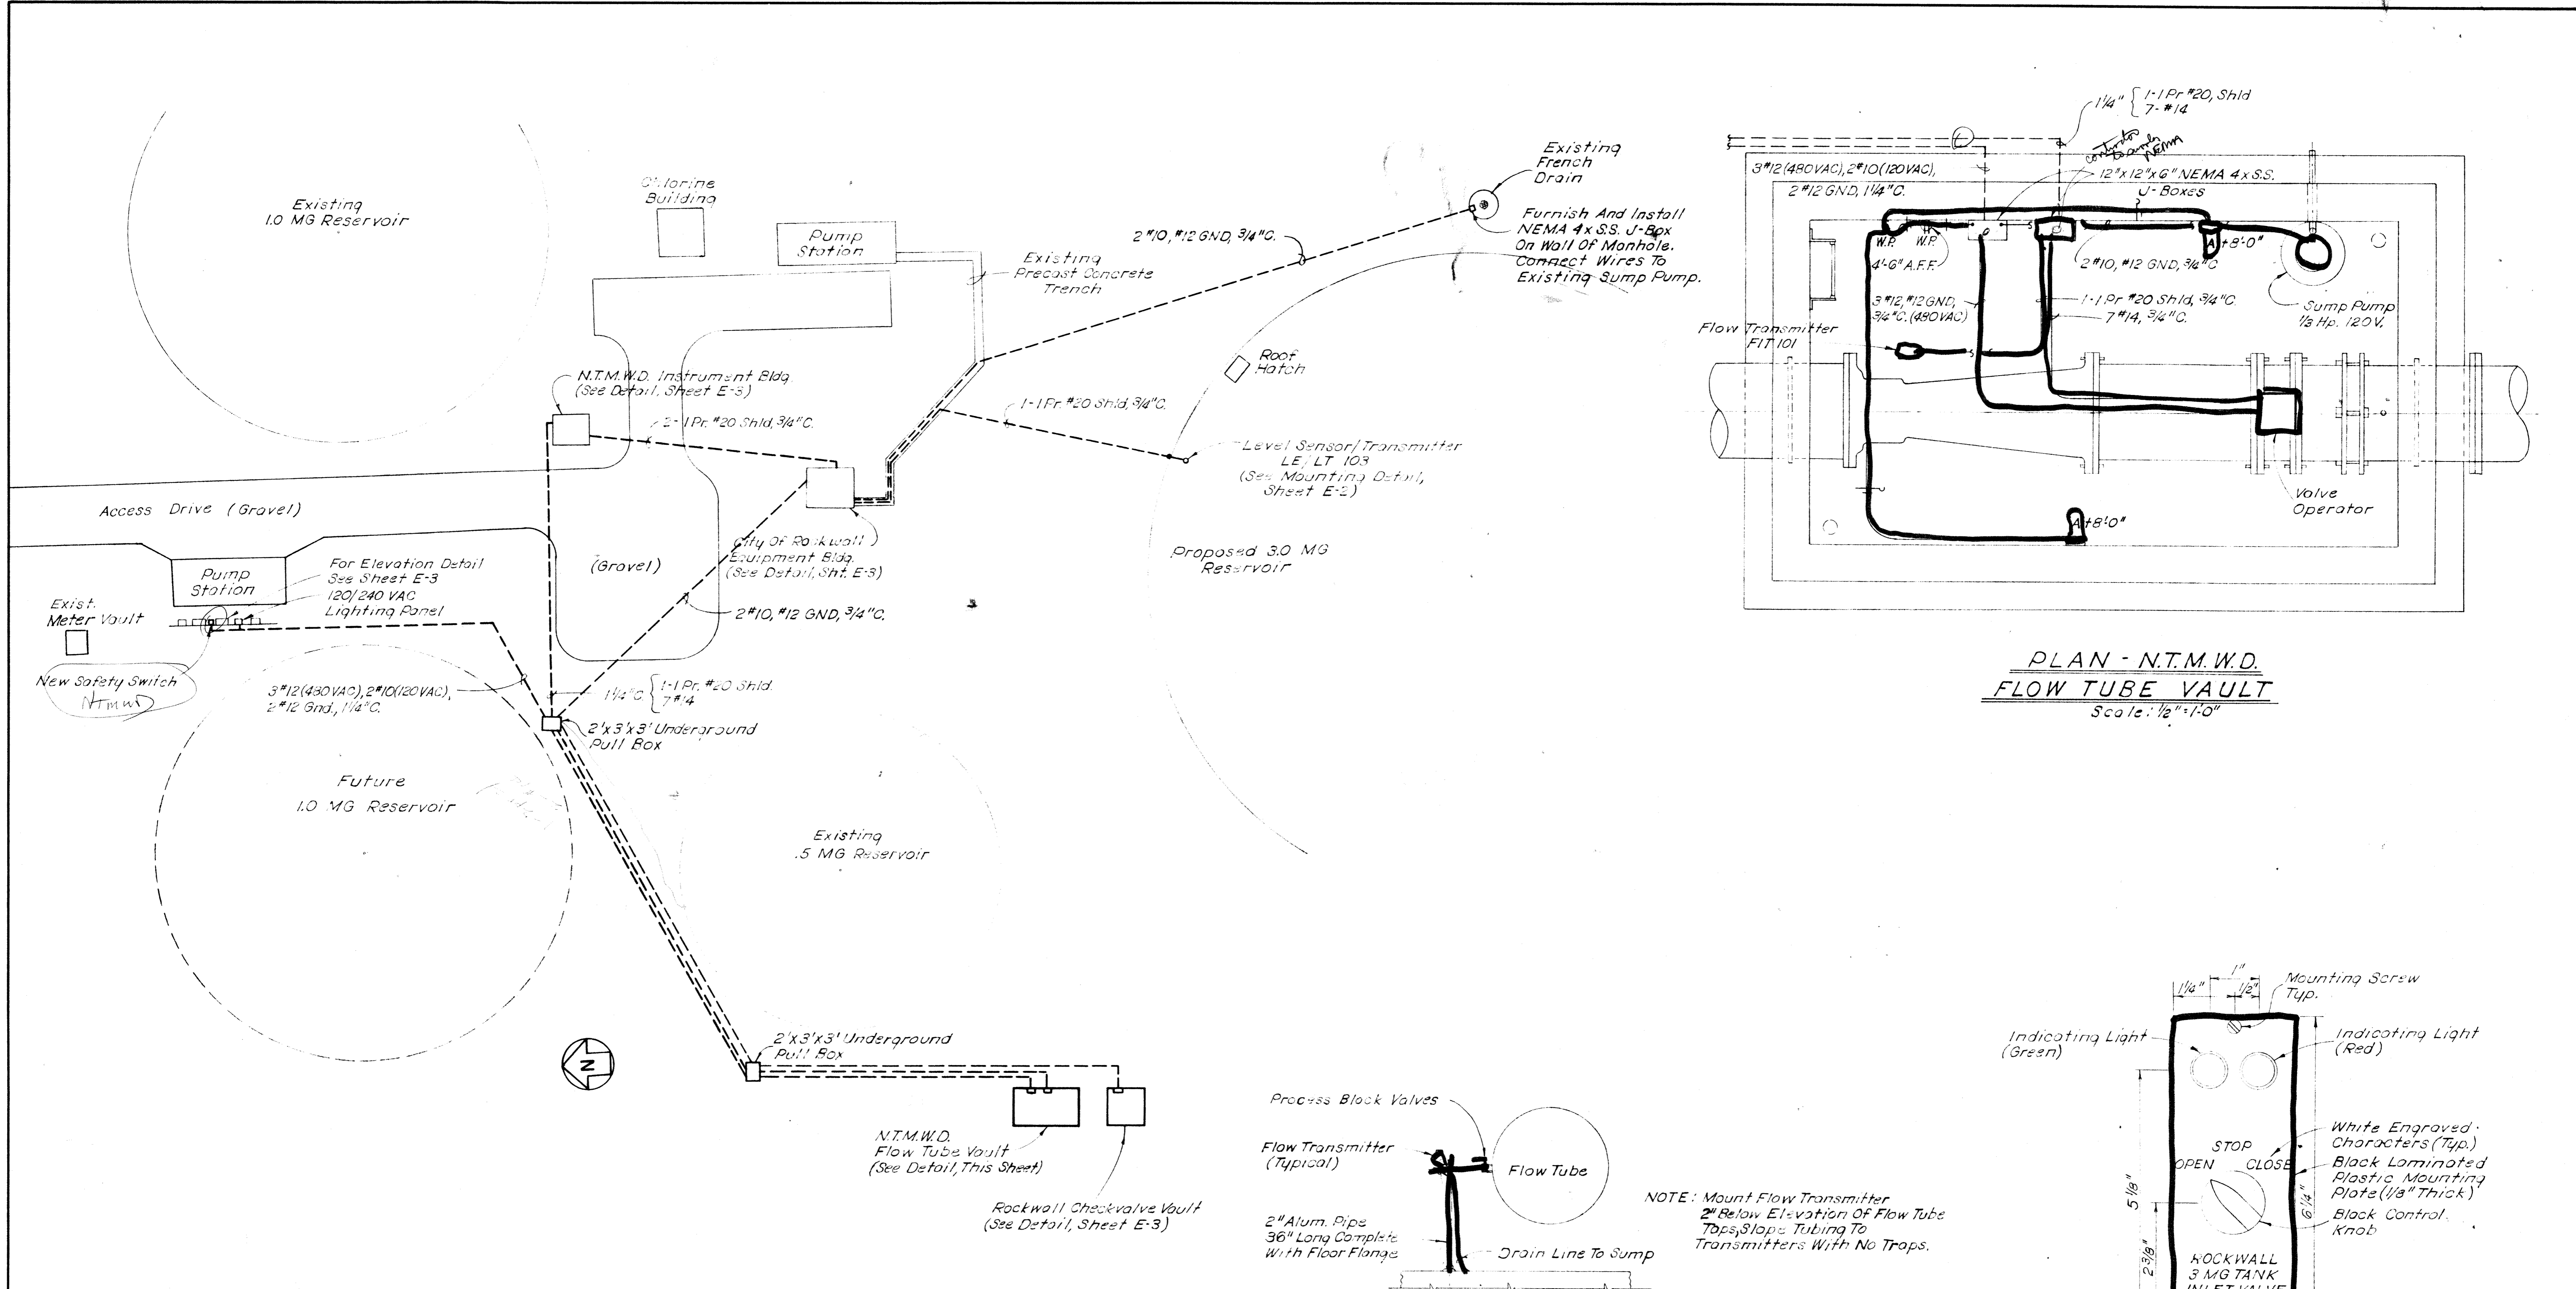 Existing
1.0 MG Reservoir
Chlorine
Building
Pump
Station
Existing
Precast Concrete
Trench
2 #10, #12 GND, 3/4"C.
Existing
French
Drain
Furnish And Install
NEMA 4x S.S. J-Box
On Wall Of Manhole.
Connect Wires To
Existing Sump Pump.
N.T.M.W.D. Instrument Bldg.
(See Detail, Sheet E-3)
2-1 Pr. #20 Shld, 3/4"C.
Roof
Hatch
1-1 Pr. #20 Shld, 3/4"C.
Level Sensor/Transmitter
LE/LT 103
(See Mounting Detail,
Sheet E-2)
Access Drive (Gravel)
City Of Rockwall
Equipment Bldg.
(See Detail, Sht. E-3)
(Gravel)
Proposed 3.0 MG
Reservoir
Pump
Station
For Elevation Detail
See Sheet E-3
120/240 VAC
Lighting Panel
Exist.
Meter Vault
2 #10, #12 GND, 3/4"C.
New Safety Switch
NTMWD
3 #12 (480 VAC), 2 #10 (120 VAC),
2 #12 Gnd., 1 1/4"C.
1 1/4"C { 1-1 Pr. #20 Shld.
7 #14
2'x3'x3' Underground
Pull Box
Future
1.0 MG Reservoir
Existing
.5 MG Reservoir
N
2'x3'x3' Underground
Pull Box
N.T.M.W.D.
Flow Tube Vault
(See Detail, This Sheet)
Rockwall Checkvalve Vault
(See Detail, Sheet E-3)
1 1/4" { 1-1 Pr #20, Shld
7-#14
NEMA
3 #12 (480 VAC), 2 #10 (120 VAC),
2 #12 GND, 1 1/4"C.
12"x12"x6" NEMA 4x S.S.
J-Boxes
W.P.
W.P.
S
S
A +8'-0"
4'-6" A.F.F.
2 #10, #12 GND, 3/4"C
3 #12, #12 GND,
3/4"C. (480 VAC)
1-1 Pr #20 Shld, 3/4"C.
7 #14, 3/4"C.
Sump Pump
1/3 Hp. 120V.
Flow Transmitter
FIT 101
S
Valve
Operator
A +8'0"
PLAN - N.T.M.W.D.
FLOW TUBE VAULT
Scale: 1/2"=1'-0"
Process Block Valves
Flow Transmitter
(Typical)
Flow Tube
2" Alum. Pipe
36" Long Complete
With Floor Flange
Drain Line To Sump
NOTE: Mount Flow Transmitter
2" Below Elevation Of Flow Tube
Taps, Slope Tubing To
Transmitters With No Traps.
1"
1 1/4"
1/2"
Mounting Screw
Typ.
Indicating Light
(Green)
Indicating Light
(Red)
White Engraved
Characters (Typ.)
STOP
OPEN CLOSE
Black Laminated
Plastic Mounting
Plate (1/8" Thick)
5 1/8"
6 1/4"
Black Control
Knob
2 3/8"
ROCKWALL
3 MG TANK
INLET VALVE